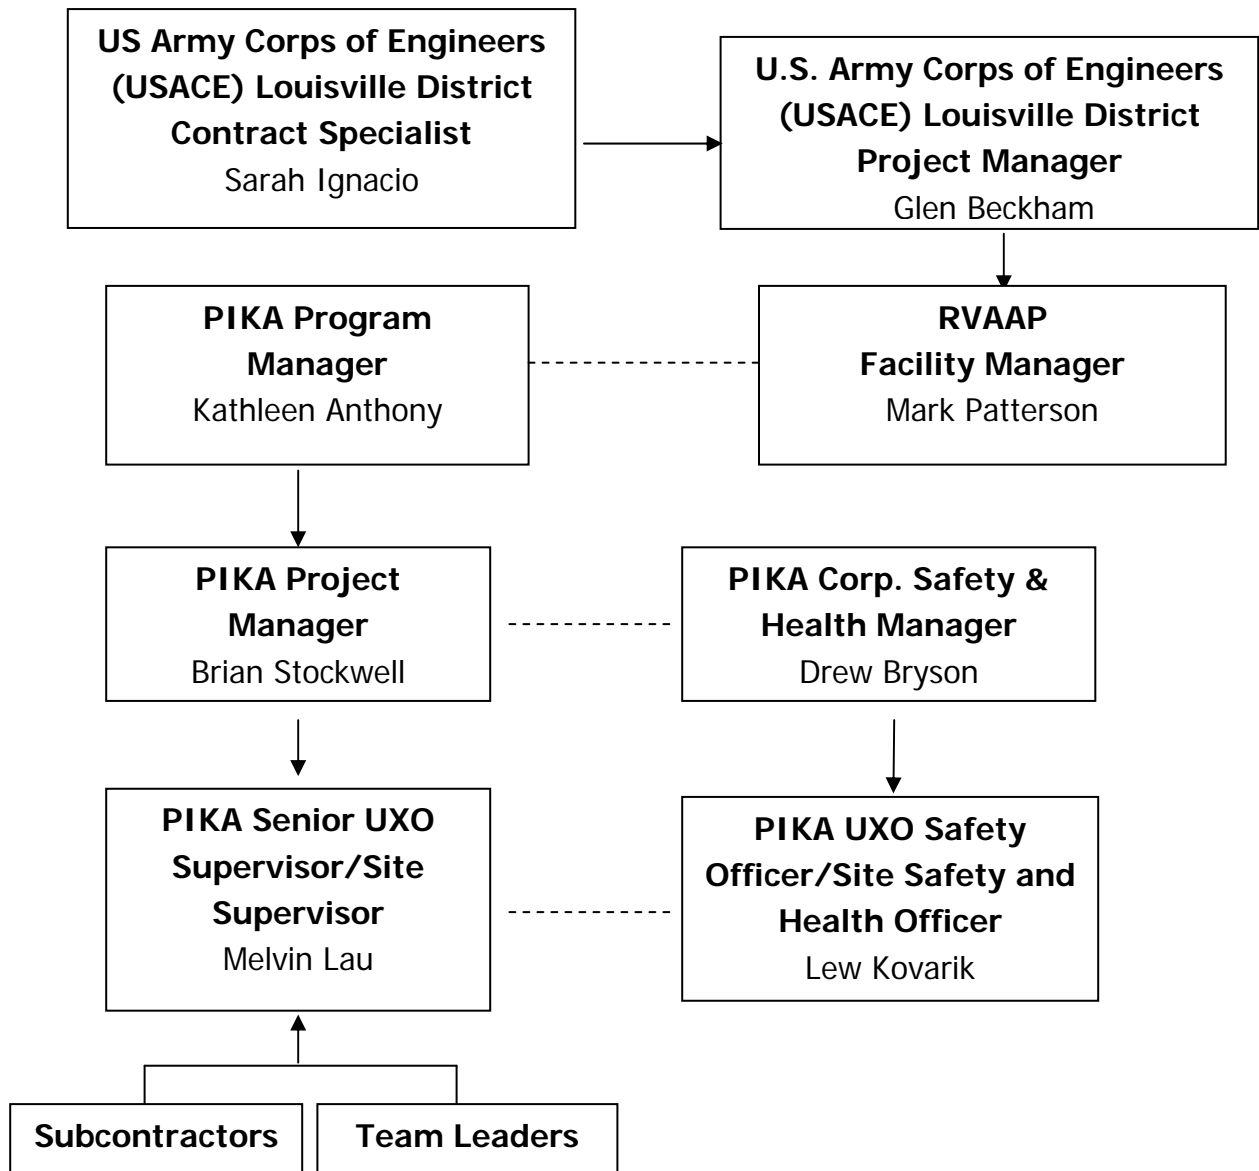 US Army Corps of Engineers
(USACE) Louisville District
Contract Specialist
Sarah Ignacio
U.S. Army Corps of Engineers
(USACE) Louisville District
Project Manager
Glen Beckham
PIKA Program
Manager
Kathleen Anthony
RVAAP
Facility Manager
Mark Patterson
PIKA Project
Manager
Brian Stockwell
PIKA Corp. Safety &
Health Manager
Drew Bryson
PIKA Senior UXO
Supervisor/Site
Supervisor
Melvin Lau
PIKA UXO Safety
Officer/Site Safety and
Health Officer
Lew Kovarik
Subcontractors
Team Leaders